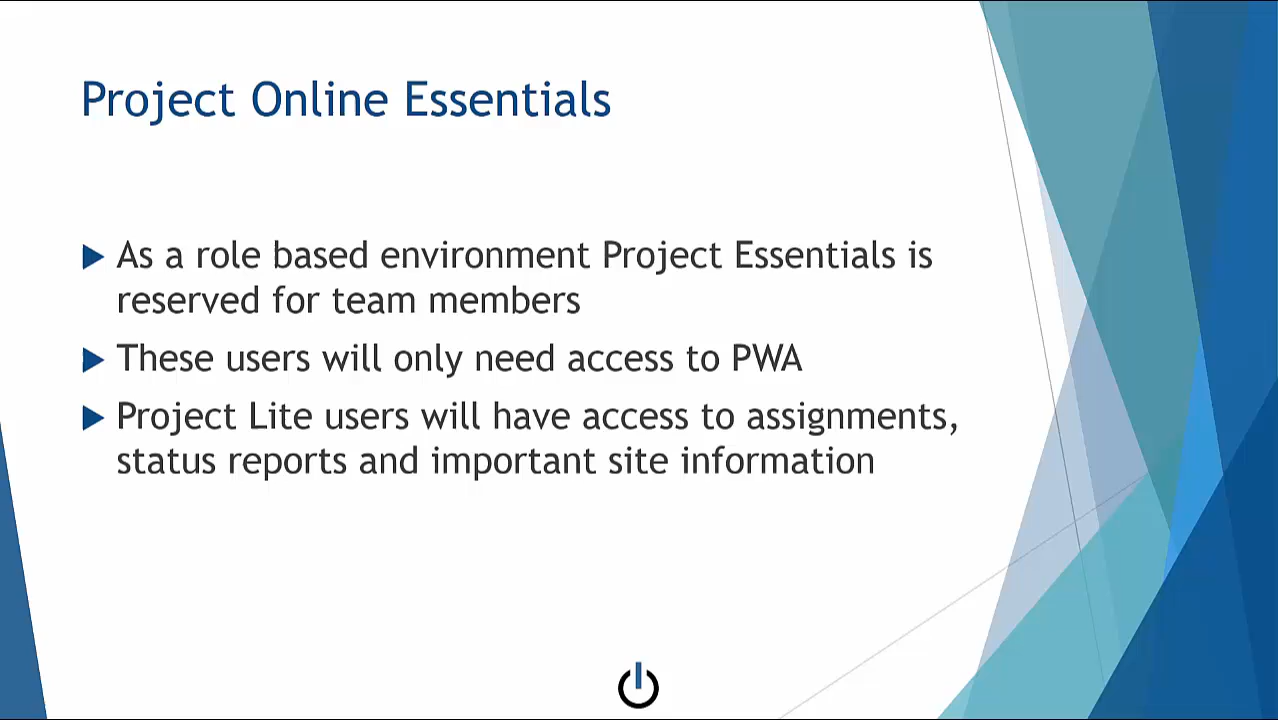 Project Online Essentials
As a role based environment Project Essentials is
reserved for team members
These users will only need access to PWA
Project Lite users will have access to assignments,
status reports and important site information